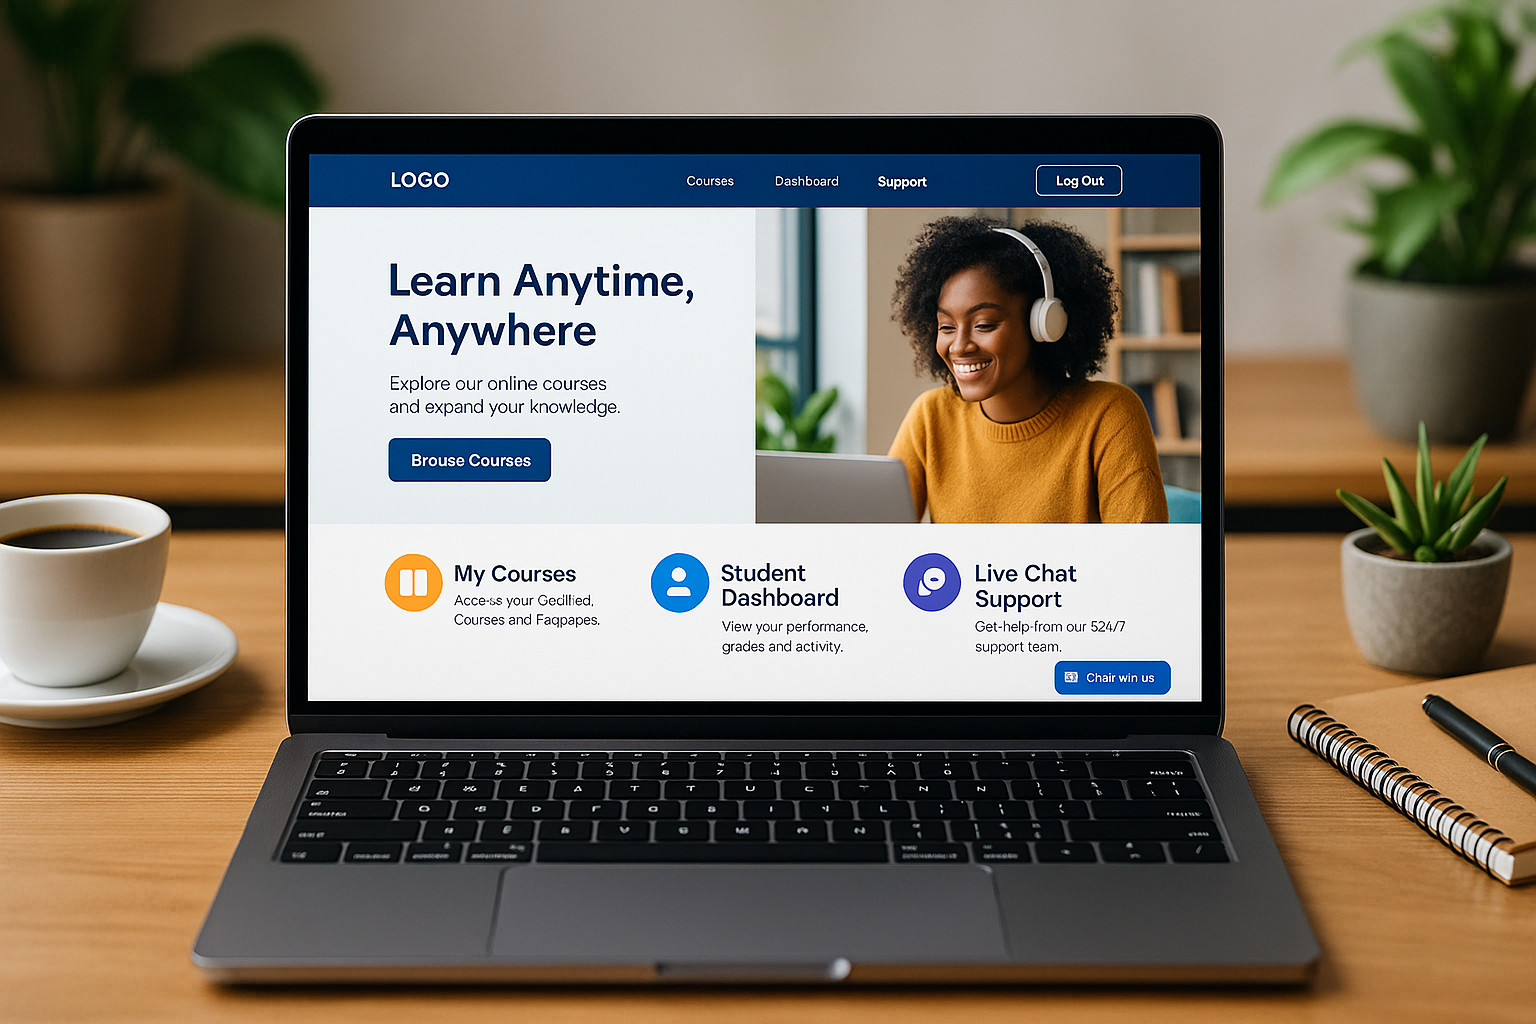 LOGO
Courses
Dashboard
Support
Log Out
Learn Anytime,
Anywhere
Explore our online courses
and expand your knowledge.
Brouse Courses
My Courses
Acce-ss your Gedlfied,
Courses and Faqpapes.
Student
Dashboard
View your performance,
grades and activity.
Live Chat
Support
Get-help-from our 524/7
support team.
Chair win us